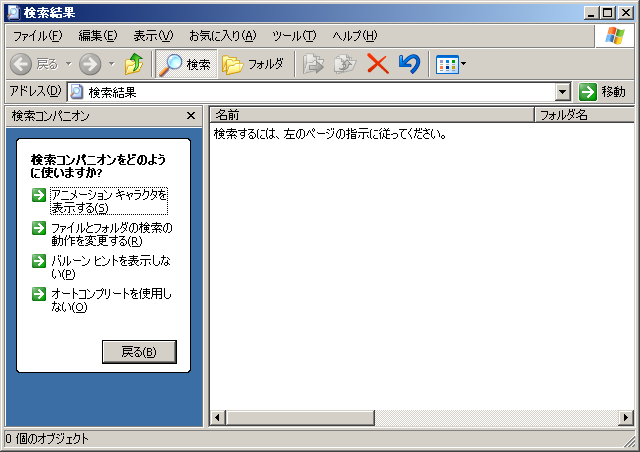 検索結果
ファイル(F) 編集(E) 表示(V) お気に入り(A) ツール(T) ヘルプ(H)
戻る 検索 フォルダ
アドレス(D) 検索結果 移動
検索コンパニオン
名前 フォルダ名
検索するには、左のページの指示に従ってください。
検索コンパニオンをどのよう
に使いますか?
アニメーション キャラクタを
表示する(S)
ファイルとフォルダの検索の
動作を変更する(R)
バルーン ヒントを表示しな
い(P)
オートコンプリートを使用し
ない(O)
戻る(B)
0 個のオブジェクト